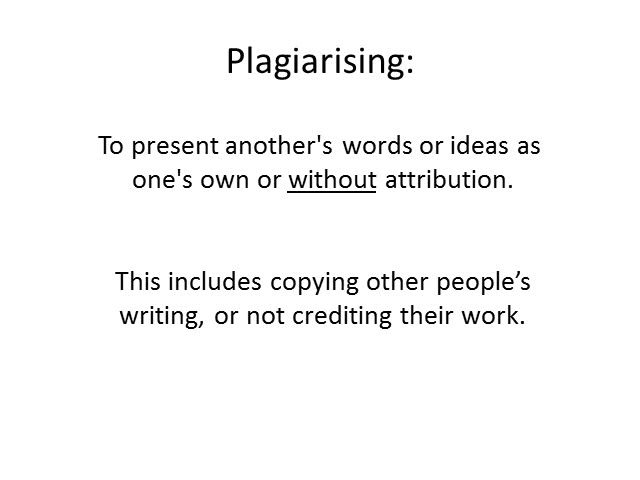 Plagiarising:
To present another's words or ideas as
one's own or without attribution.
This includes copying other people’s
writing, or not crediting their work.